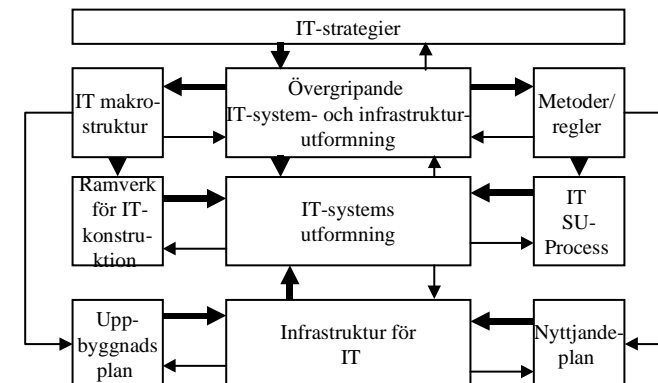 IT-strategier
IT makro-
struktur
Övergripande
IT-system- och infrastruktur-
utformning
Metoder/
regler
Ramverk
för IT-
konstru-
ktion
IT-systems
utformning
IT
SU-
Process
Upp-
byggnads
plan
Infrastruktur för
IT
Nyttjande-
plan